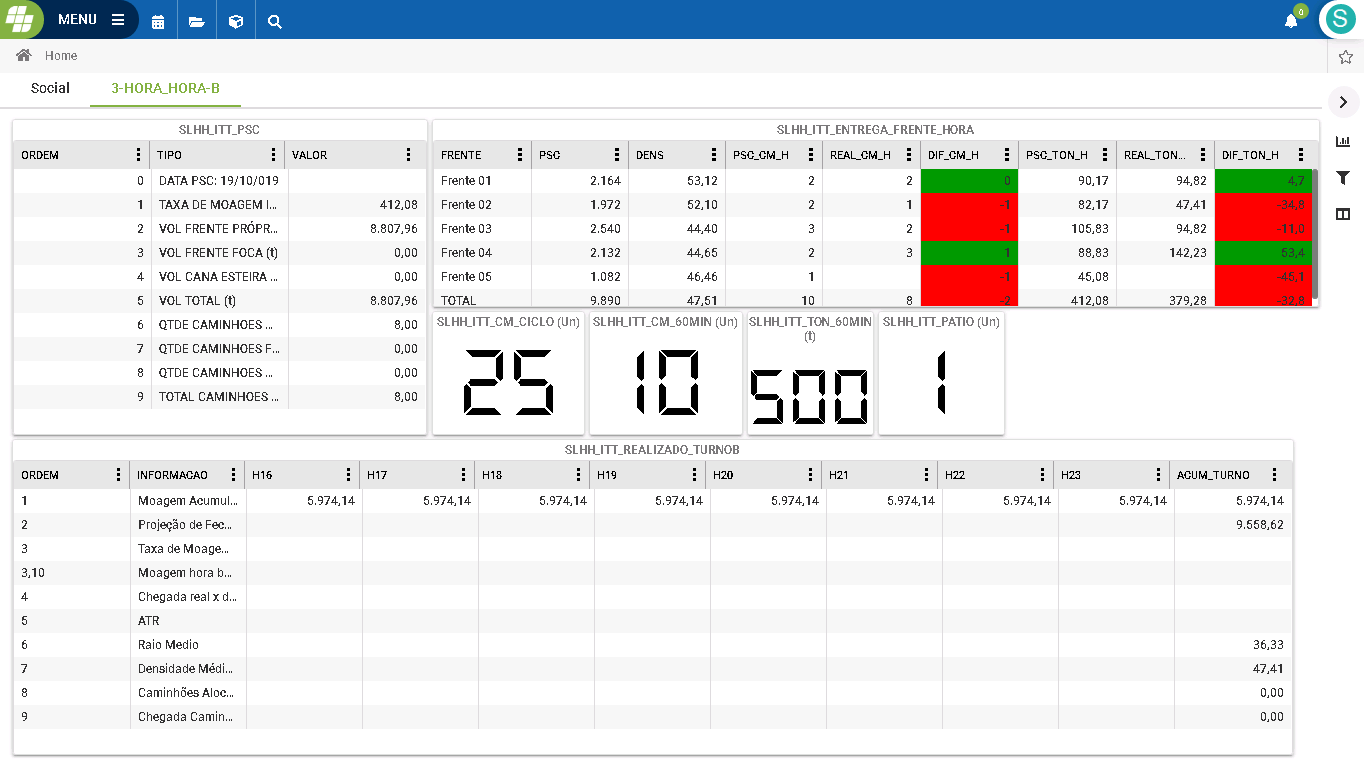 MENU
0
S
Home
Social 3-HORA_HORA-B
SLHH_ITT_PSC
ORDEM TIPO VALOR
0 DATA PSC: 19/10/019
1 TAXA DE MOAGEM I... 412,08
2 VOL FRENTE PRÓPR... 8.807,96
3 VOL FRENTE FOCA (t) 0,00
4 VOL CANA ESTEIRA ... 0,00
5 VOL TOTAL (t) 8.807,96
6 QTDE CAMINHOES ... 8,00
7 QTDE CAMINHOES F... 0,00
8 QTDE CAMINHOES ... 0,00
9 TOTAL CAMINHOES ... 8,00
SLHH_ITT_ENTREGA_FRENTE_HORA
FRENTE PSC DENS PSC_CM_H REAL_CM_H DIF_CM_H PSC_TON_H REAL_TON... DIF_TON_H
Frente 01 2.164 53,12 2 2 0 90,17 94,82 4,7
Frente 02 1.972 52,10 2 1 -1 82,17 47,41 -34,8
Frente 03 2.540 44,40 3 2 -1 105,83 94,82 -11,0
Frente 04 2.132 44,65 2 3 1 88,83 142,23 53,4
Frente 05 1.082 46,46 1 -1 45,08 -45,1
TOTAL 9.890 47,51 10 8 -2 412,08 379,28 -32,8
SLHH_ITT_CM_CICLO (Un)
25
SLHH_ITT_CM_60MIN (Un)
10
SLHH_ITT_TON_60MIN
(t)
500
SLHH_ITT_PATIO (Un)
1
SLHH_ITT_REALIZADO_TURNOB
ORDEM INFORMACAO H16 H17 H18 H19 H20 H21 H22 H23 AGUM_TURNO
1 Moagem Acumul... 5.974,14 5.974,14 5.974,14 5.974,14 5.974,14 5.974,14 5.974,14 5.974,14 5.974,14
2 Projeção de Fec... 9.558,62
3 Taxa de Moage...
3,10 Moagem hora b...
4 Chegada real x d...
5 ATR
6 Raio Medio 36,33
7 Densidade Médi... 47,41
8 Caminhões Aloc... 0,00
9 Chegada Camin... 0,00